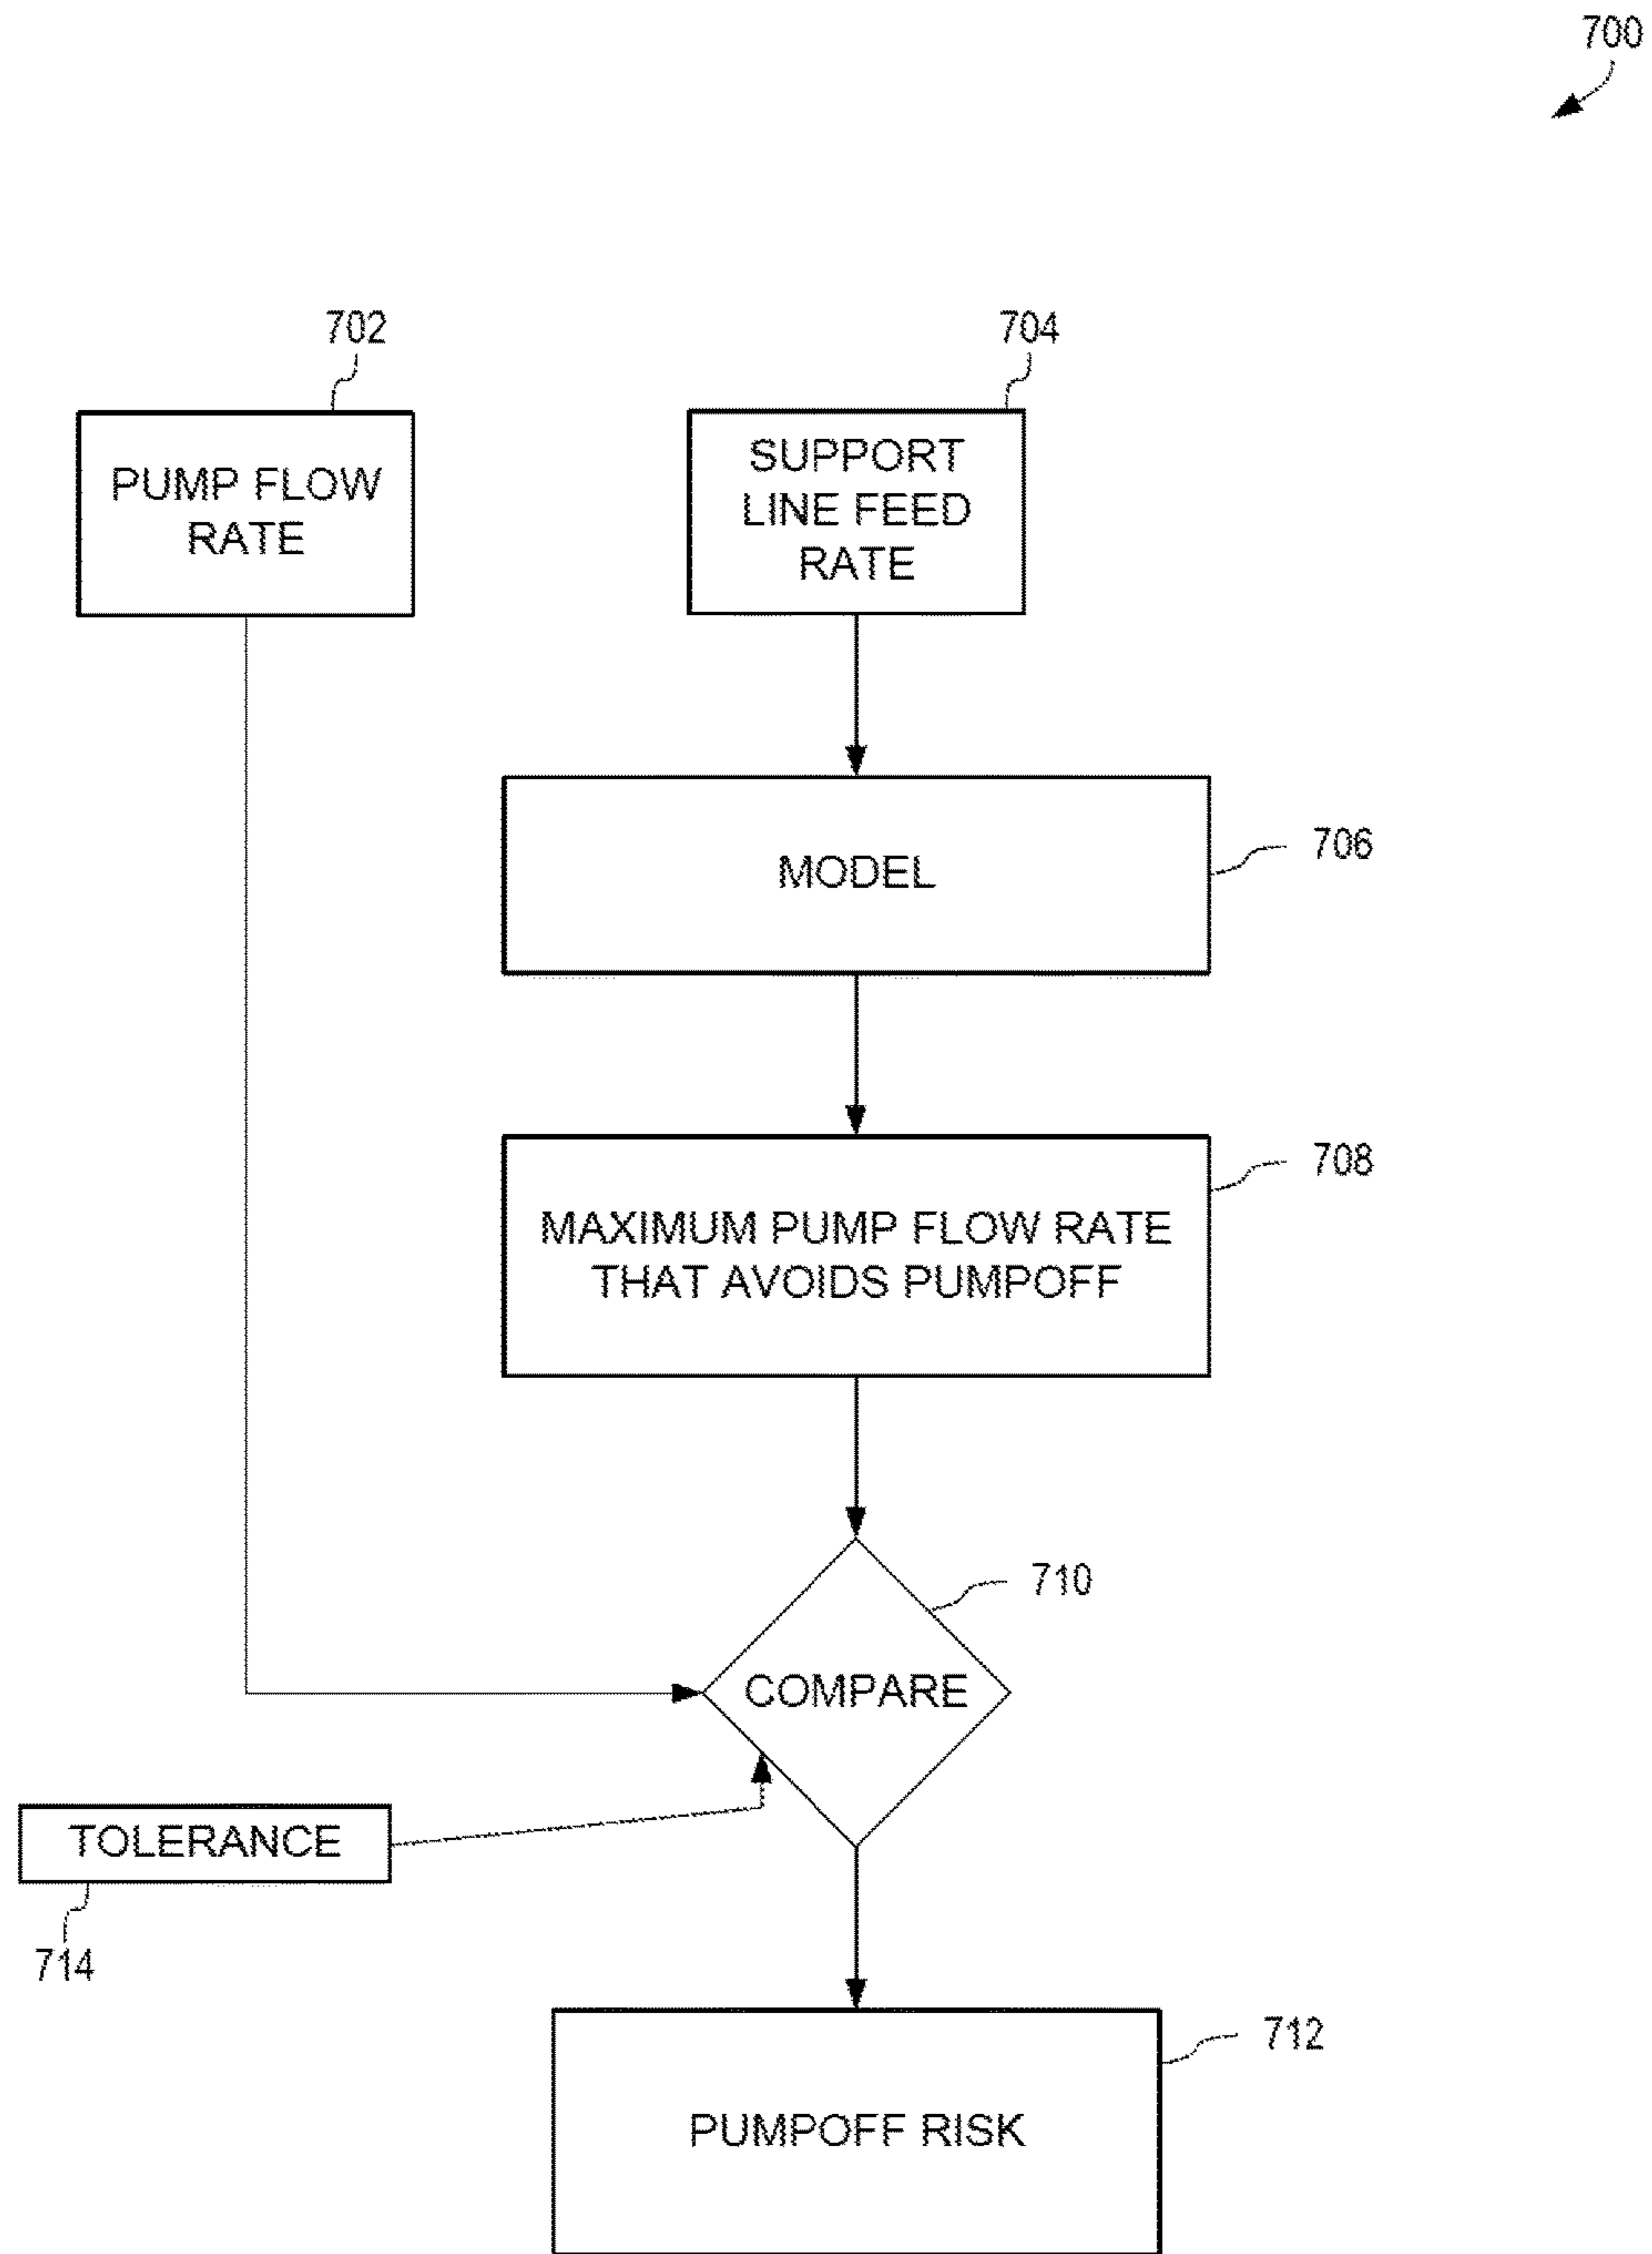 700
702
704
PUMP FLOW
RATE
SUPPORT
LINE FEED
RATE
MODEL
706
MAXIMUM PUMP FLOW RATE
THAT AVOIDS PUMPOFF
708
710
COMPARE
TOLERANCE
714
712
PUMPOFF RISK